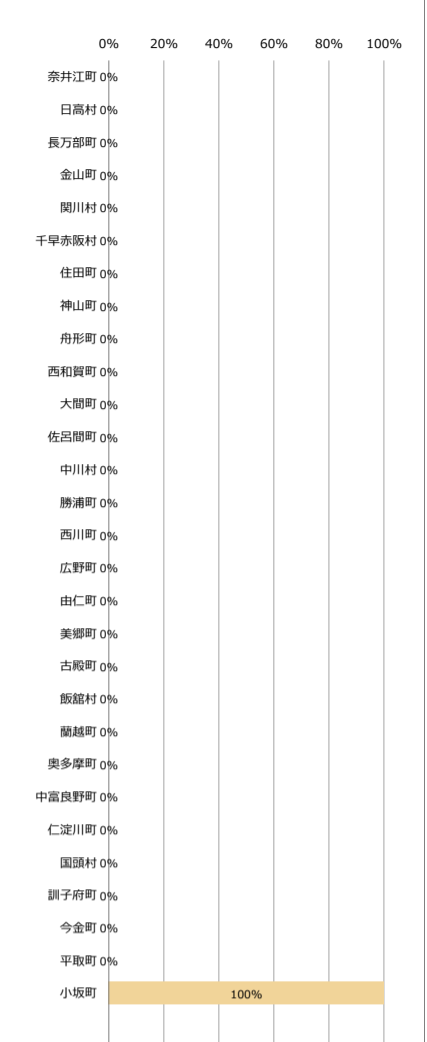 0% 20% 40% 60% 80% 100%
奈井江町 0%
日高村 0%
長万部町 0%
金山町 0%
関川村 0%
千早赤阪村 0%
住田町 0%
神山町 0%
舟形町 0%
西和賀町 0%
大間町 0%
佐呂間町 0%
中川村 0%
勝浦町 0%
西川町 0%
広野町 0%
由仁町 0%
美郷町 0%
古殿町 0%
飯舘村 0%
蘭越町 0%
奥多摩町 0%
中富良野町 0%
仁淀川町 0%
国頭村 0%
訓子府町 0%
今金町 0%
平取町 0%
小坂町 100%